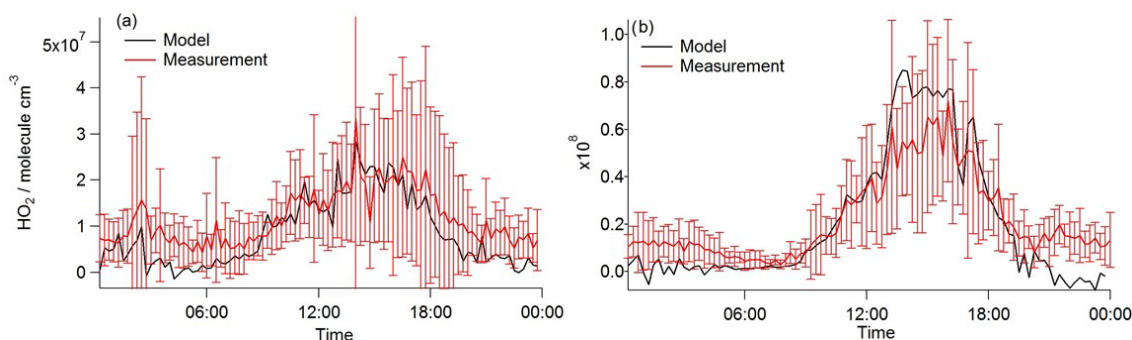 (a)
Model
Measurement
5x10⁷
4
3
2
1
0
HO₂ / molecule cm⁻³
06:00
12:00
18:00
00:00
Time
(b)
Model
Measurement
1.0
0.8
0.6
0.4
0.2
0.0
x10⁸
06:00
12:00
18:00
00:00
Time